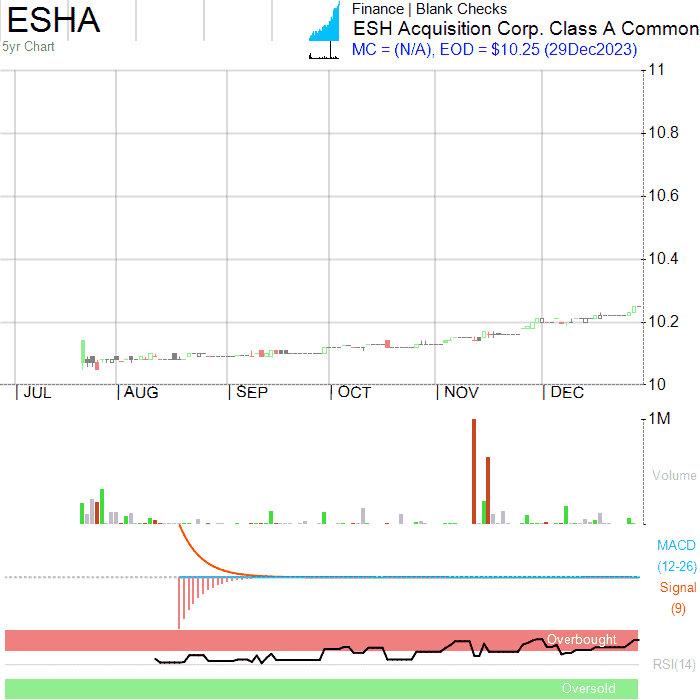 ESHA
5yr Chart
Finance | Blank Checks
ESH Acquisition Corp. Class A Common
MC = (N/A), EOD = $10.25 (29Dec2023)
11
10.8
10.6
10.4
10.2
10
JUL AUG SEP OCT NOV DEC
1M
Volume
MACD
(12-26)
Signal
(9)
Overbought
RSI(14)
Oversold